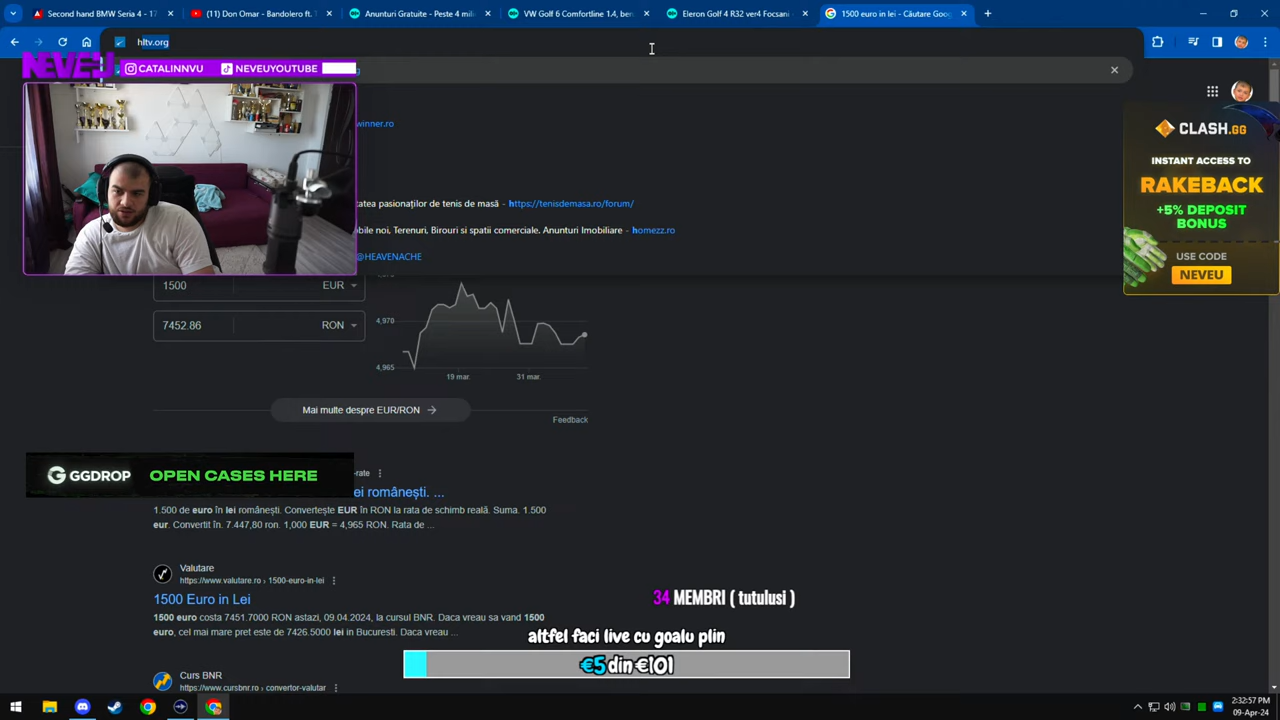 Second hand BMW Seria 4 - 17
(11) Don Omar - Bandolero ft.
Anunturi Gratuite - Peste 4 mil
VW Golf 6 Comfortline 1.4, ben
Eleron Golf 4 R32 ver4 Focsani
1500 euro in lei - Căutare Goog
hltv.org
NEVEU
CATALINNVU
NEVEUYOUTUBE
winner.ro
tatea pasionaților de tenis de masă - https://tenisdemasa.ro/forum/
bile noi, Terenuri, Birouri si spatii comerciale. Anunturi Imobiliare - homezz.ro
@HEAVENACHE
CLASH.GG
INSTANT ACCESS TO
RAKEBACK
+5% DEPOSIT
BONUS
USE CODE
NEVEU
1500
EUR
7452.86
RON
4,970
4,965
19 mar.
31 mar.
Mai multe despre EUR/RON
Feedback
GGDROP
OPEN CASES HERE
-rate
ei românești. ...
1.500 de euro în lei românești. Convertește EUR în RON la rata de schimb reală. Suma. 1.500
eur. Convertit în. 7.447,80 ron. 1,000 EUR = 4,965 RON. Rata de ...
Valutare
https://www.valutare.ro › 1500-euro-in-lei
1500 Euro in Lei
1500 euro costa 7451.7000 RON astazi, 09.04.2024, la cursul BNR. Daca vreau sa vand 1500
euro, cel mai mare pret este de 7426.5000 lei in Bucuresti. Daca vreau ...
34 MEMBRI ( tutulusi )
altfel faci live cu goalu plin
€5 din €101
Curs BNR
https://www.cursbnr.ro › convertor-valutar
2:32:57 PM
09-Apr-24